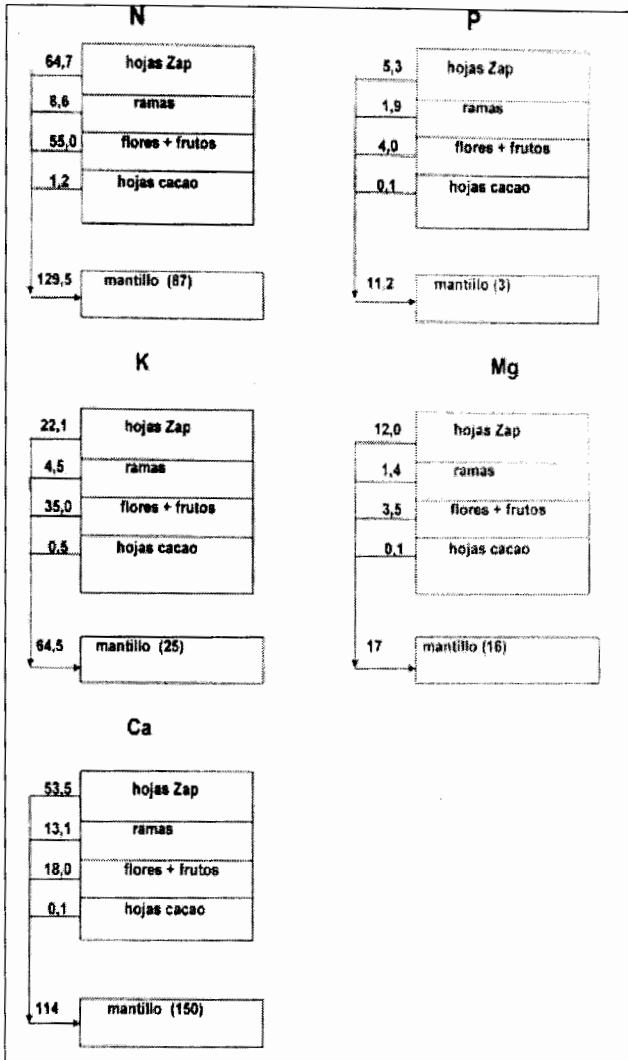 N
64,7 hojas Zap
8,6 ramas
55,0 flores + frutos
1,2 hojas cacao
129,5 mantillo (87)
P
5,3 hojas Zap
1,9 ramas
4,0 flores + frutos
0,1 hojas cacao
11,2 mantillo (3)
K
22,1 hojas Zap
4,5 ramas
35,0 flores + frutos
0,5 hojas cacao
64,5 mantillo (25)
Mg
12,0 hojas Zap
1,4 ramas
3,5 flores + frutos
0,1 hojas cacao
17 mantillo (16)
Ca
53,5 hojas Zap
13,1 ramas
18,0 flores + frutos
0,1 hojas cacao
114 mantillo (150)